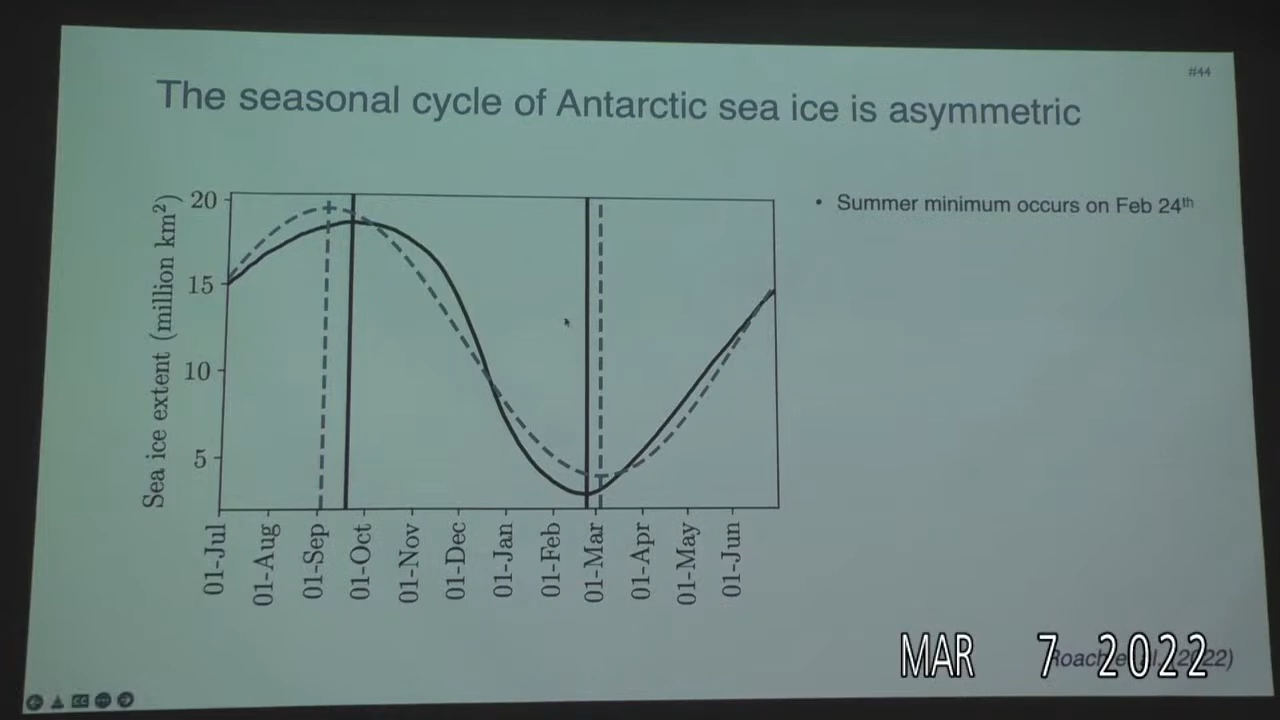 #44
The seasonal cycle of Antarctic sea ice is asymmetric
• Summer minimum occurs on Feb 24th
Sea ice extent (million km²)
20
15
10
5
01-Jul
01-Aug
01-Sep
01-Oct
01-Nov
01-Dec
01-Jan
01-Feb
01-Mar
01-Apr
01-May
01-Jun
MAR 7 2022
2022)